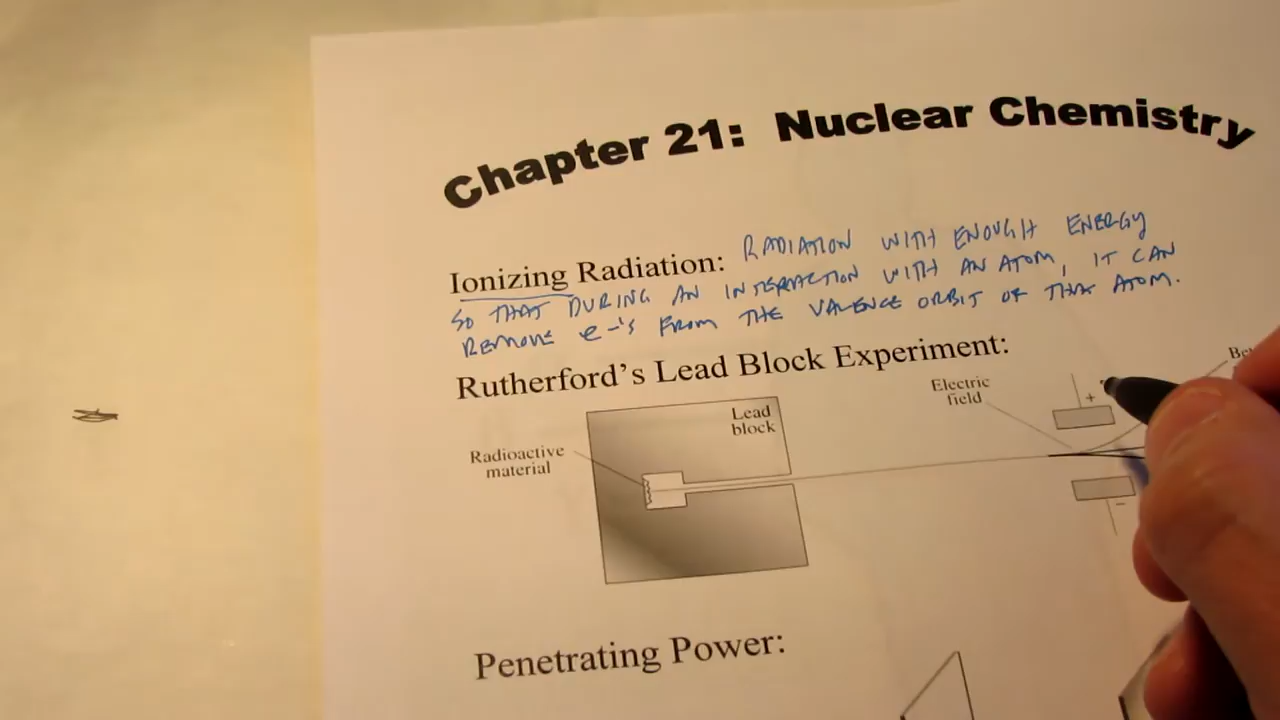 Chapter 21: Nuclear Chemistry
Ionizing Radiation: RADIATION WITH ENOUGH ENERGY
SO THAT DURING AN INTERACTION WITH AN ATOM, IT CAN
REMOVE e-'s FROM THE VALENCE ORBIT OF THAT ATOM.
Rutherford's Lead Block Experiment:
Lead
block
Radioactive
material
Electric
field
+
−
Penetrating Power: